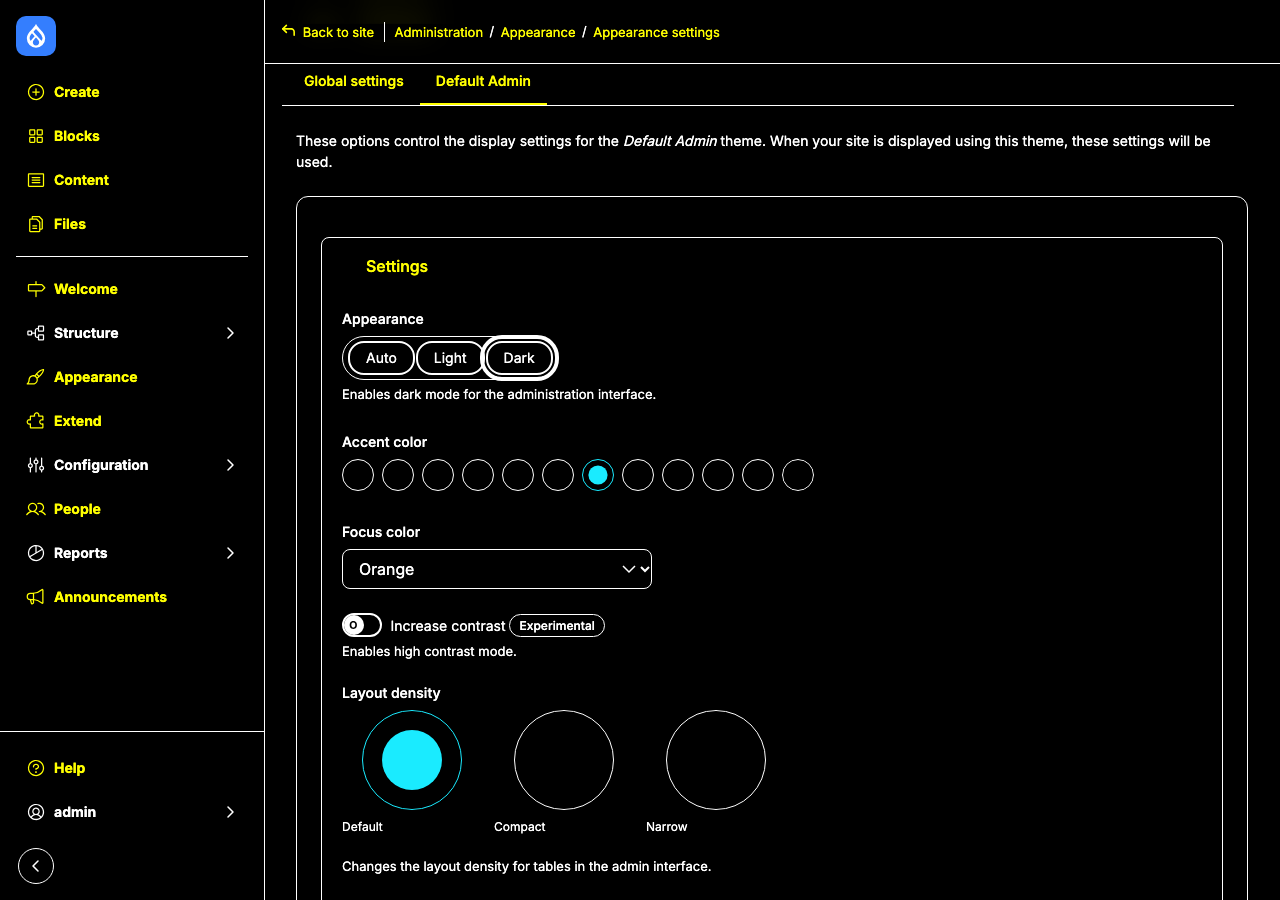 Back to site
Administration / Appearance / Appearance settings
Create
Blocks
Content
Files
Welcome
Structure
Appearance
Extend
Configuration
People
Reports
Announcements
Help
admin
Global settings
Default Admin
These options control the display settings for the Default Admin theme. When your site is displayed using this theme, these settings will be
used.
Settings
Appearance
Auto
Light
Dark
Enables dark mode for the administration interface.
Accent color
Focus color
Orange
Increase contrast
Experimental
Enables high contrast mode.
Layout density
Default
Compact
Narrow
Changes the layout density for tables in the admin interface.